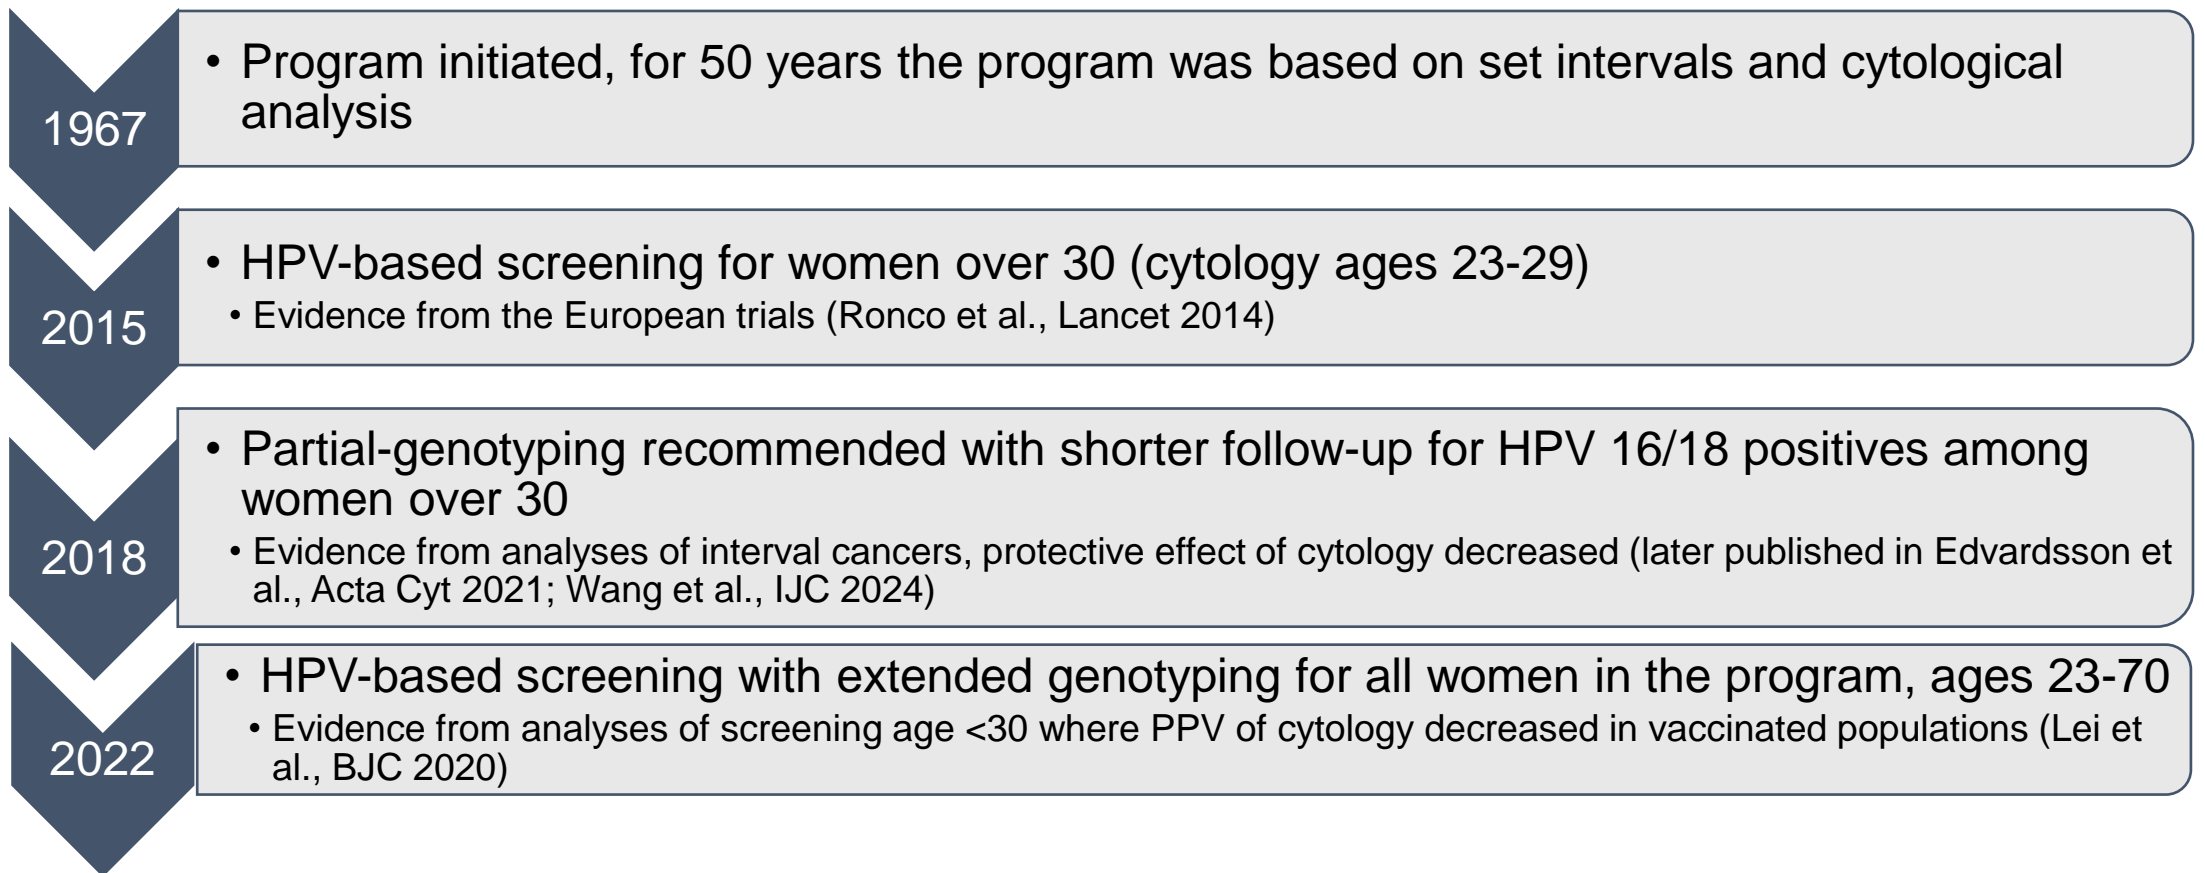 1967
• Program initiated, for 50 years the program was based on set intervals and cytological
analysis
2015
• HPV-based screening for women over 30 (cytology ages 23-29)
• Evidence from the European trials (Ronco et al., Lancet 2014)
2018
• Partial-genotyping recommended with shorter follow-up for HPV 16/18 positives among
women over 30
• Evidence from analyses of interval cancers, protective effect of cytology decreased (later published in Edvardsson et
al., Acta Cyt 2021; Wang et al., IJC 2024)
2022
• HPV-based screening with extended genotyping for all women in the program, ages 23-70
• Evidence from analyses of screening age <30 where PPV of cytology decreased in vaccinated populations (Lei et
al., BJC 2020)